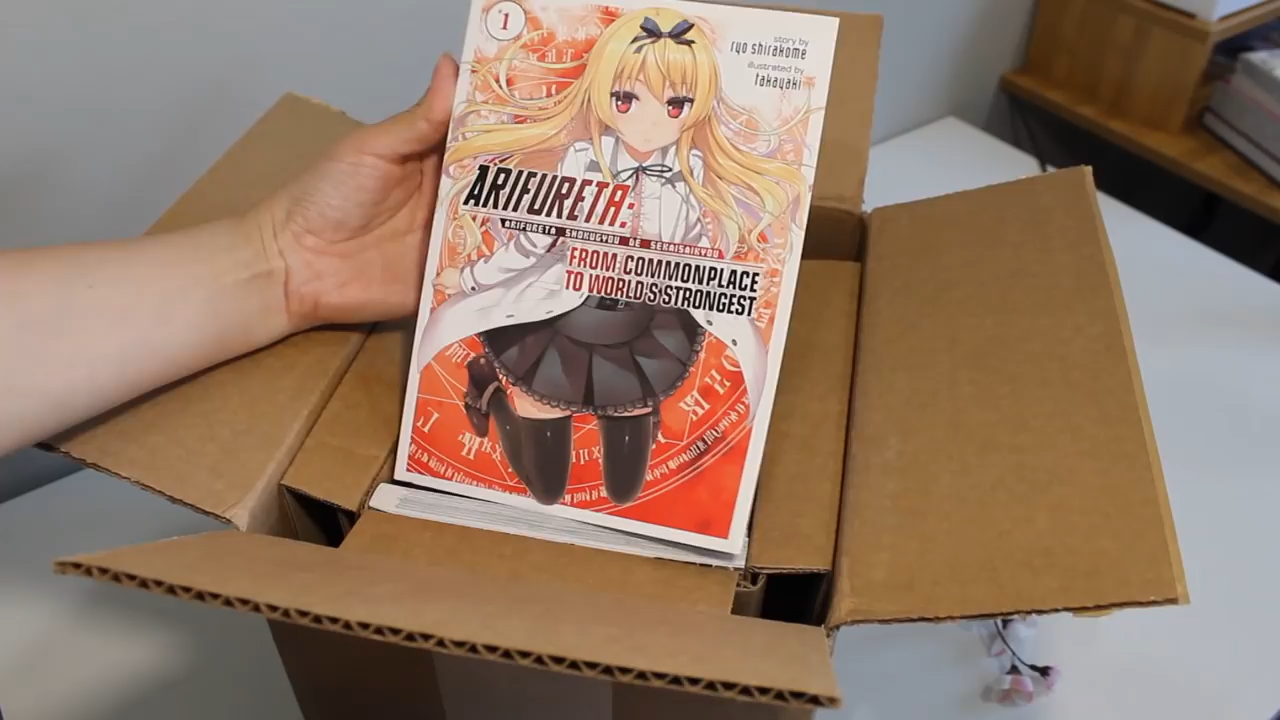 1
story by
ryo shirakome
illustrated by
takayaki
ARIFURETA:
ARIFURETA SHOKUGYOU DE SEKAISAIKYOU
FROM COMMONPLACE
TO WORLD'S STRONGEST